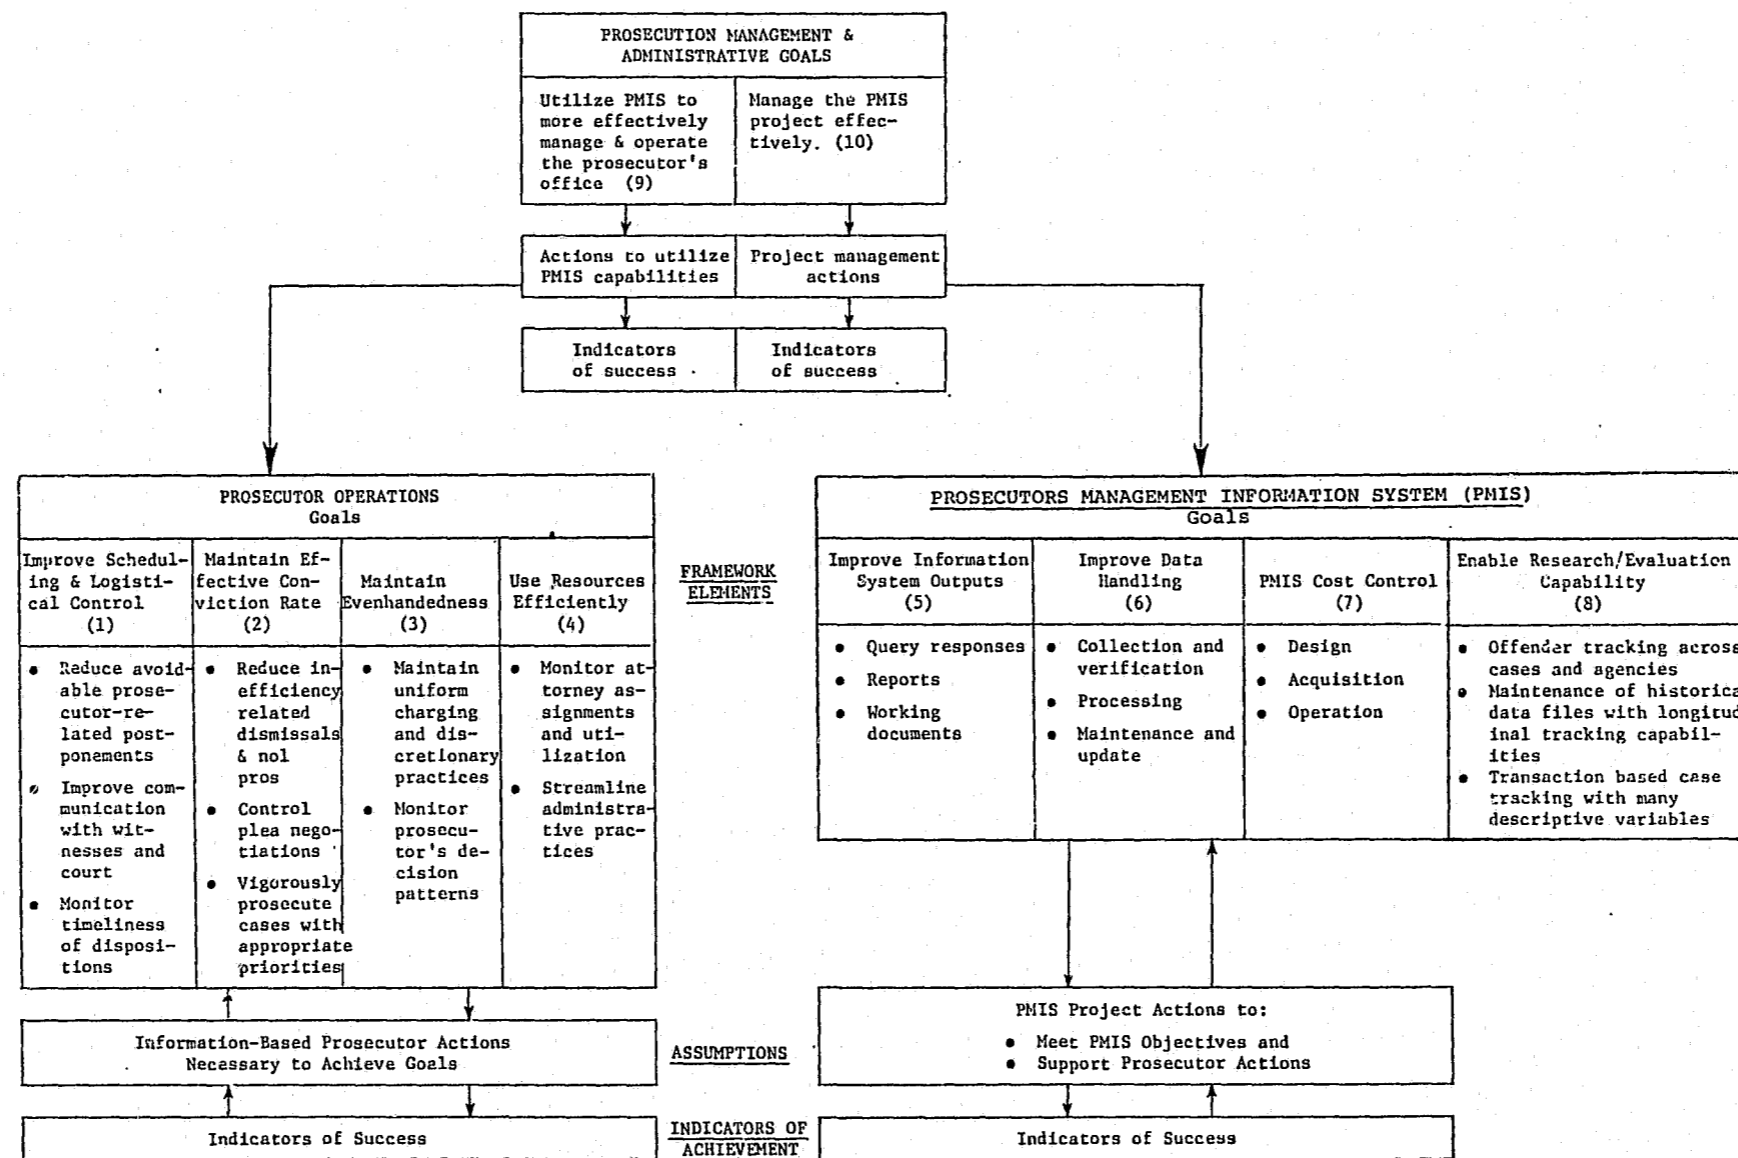 PROSECUTION MANAGEMENT &
ADMINISTRATIVE GOALS
Utilize PMIS to
more effectively
manage & operate
the prosecutor's
office (9)
Manage the PMIS
project effec-
tively. (10)
Actions to utilize
PMIS capabilities
Project management
actions
Indicators
of success
Indicators
of success
PROSECUTOR OPERATIONS
Goals
Improve Schedul-
ing & Logisti-
cal Control
(1)
Maintain Ef-
fective Con-
viction Rate
(2)
Maintain
Evenhandedness
(3)
Use Resources
Efficiently
(4)
● Reduce avoid-
able prose-
cutor-re-
lated post-
ponements
● Improve com-
munication
with wit-
nesses and
court
● Monitor
timeliness
of disposi-
tions
● Reduce in-
efficiency
related
dismissals
& nol
pros
● Control
plea nego-
tiations
● Vigorously
prosecute
cases with
appropriate
priorities
● Maintain
uniform
charging
and dis-
cretionary
practices
● Monitor
prosecu-
tor's de-
cision
patterns
● Monitor at-
torney as-
signments
and uti-
lization
● Streamline
administra-
tive prac-
tices
FRAMEWORK
ELEMENTS
PROSECUTORS MANAGEMENT INFORMATION SYSTEM (PMIS)
Goals
Improve Information
System Outputs
(5)
Improve Data
Handling
(6)
PMIS Cost Control
(7)
Enable Research/Evaluation
Capability
(8)
● Query responses
● Reports
● Working
documents
● Collection and
verification
● Processing
● Maintenance and
update
● Design
● Acquisition
● Operation
● Offender tracking across
cases and agencies
● Maintenance of historica
data files with longitud
inal tracking capabil-
ities
● Transaction based case
tracking with many
descriptive variables
Information-Based Prosecutor Actions
Necessary to Achieve Goals
ASSUMPTIONS
PMIS Project Actions to:
● Meet PMIS Objectives and
● Support Prosecutor Actions
Indicators of Success
INDICATORS OF
ACHIEVEMENT
Indicators of Success